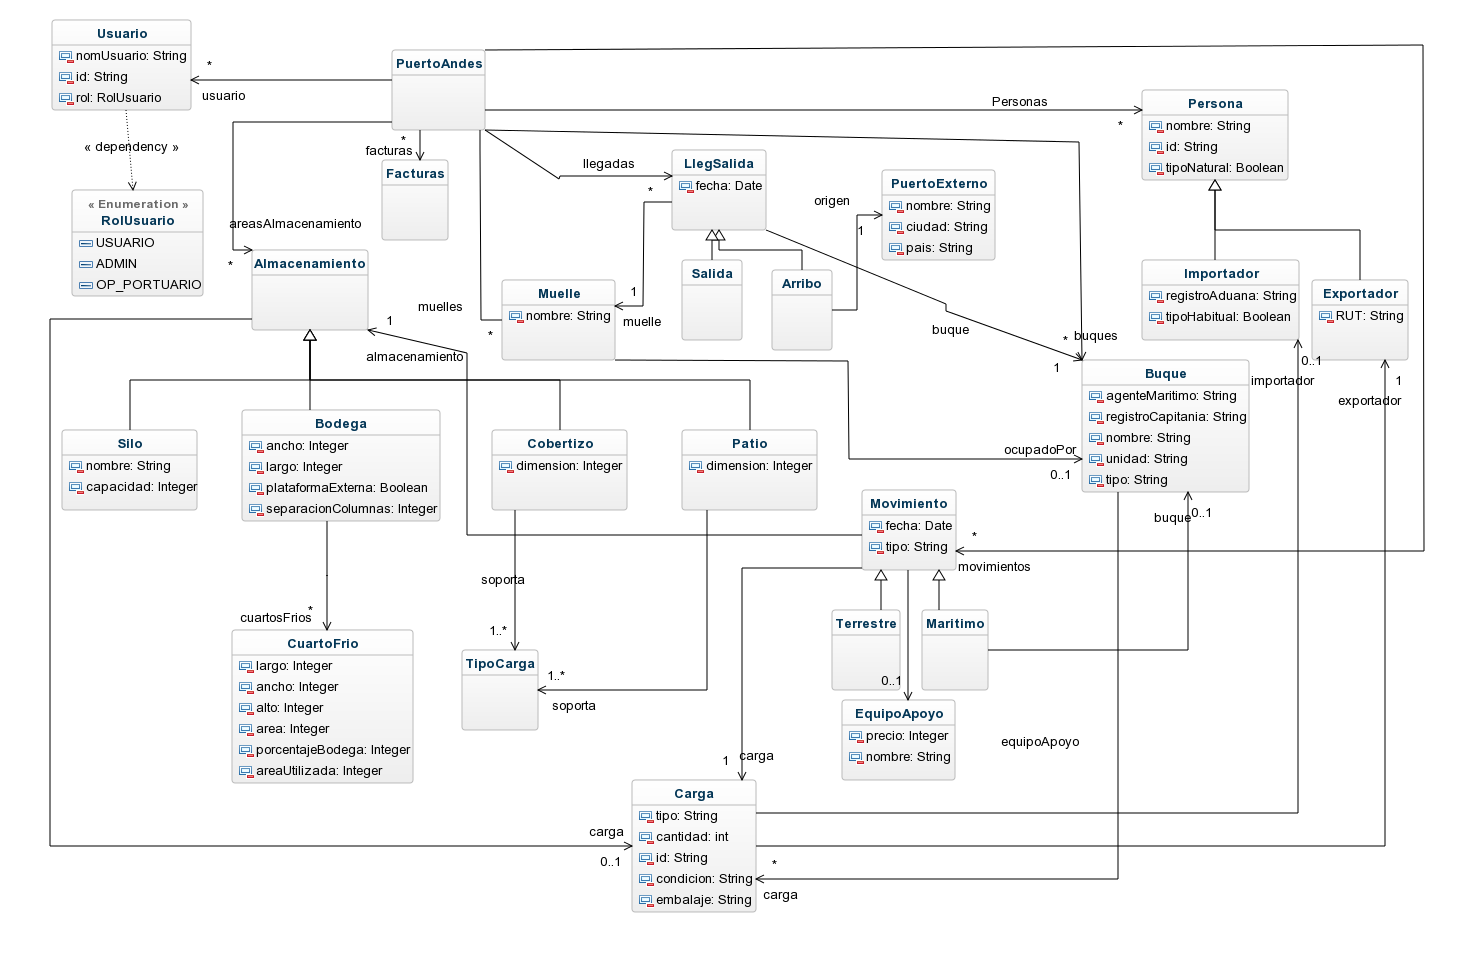 Usuario
nomUsuario: String
id: String
rol: RolUsuario
*
usuario
« dependency »
« Enumeration »
RolUsuario
USUARIO
ADMIN
OP_PORTUARIO
PuertoAndes
*
facturas
Facturas
Personas
*
Persona
nombre: String
id: String
tipoNatural: Boolean
llegadas
*
LlegSalida
fecha: Date
PuertoExterno
nombre: String
ciudad: String
pais: String
origen
1
areasAlmacenamiento
*
Almacenamiento
Salida
Arribo
Importador
registroAduana: String
tipoHabitual: Boolean
Exportador
RUT: String
muelles
*
Muelle
nombre: String
1
muelle
1
almacenamiento
buque
1
* buques
0..1
importador
1
exportador
Buque
agenteMaritimo: String
registroCapitania: String
nombre: String
unidad: String
tipo: String
ocupadoPor
0..1
Silo
nombre: String
capacidad: Integer
Bodega
ancho: Integer
largo: Integer
plataformaExterna: Boolean
separacionColumnas: Integer
Cobertizo
dimension: Integer
Patio
dimension: Integer
Movimiento
fecha: Date
tipo: String
*
movimientos
buque
0..1
soporta
1..*
cuartosFrios
*
CuartoFrio
largo: Integer
ancho: Integer
alto: Integer
area: Integer
porcentajeBodega: Integer
areaUtilizada: Integer
TipoCarga
1..*
soporta
Terrestre
Maritimo
0..1
EquipoApoyo
precio: Integer
nombre: String
equipoApoyo
1
carga
Carga
tipo: String
cantidad: int
id: String
condicion: String
embalaje: String
carga
0..1
*
carga